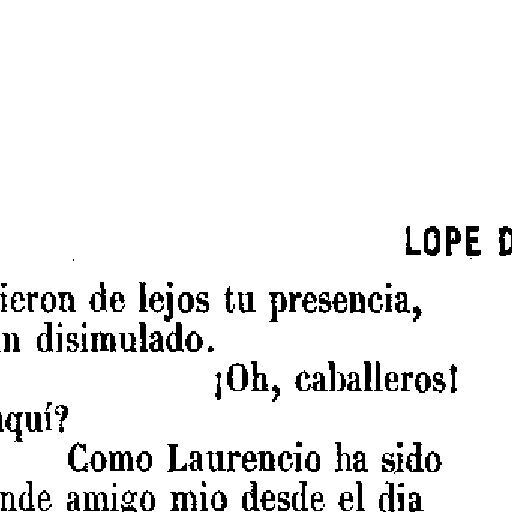 LOPE D
ieron de lejos tu presencia,
n disimulado.
¡Oh, caballeros!
aquí?
Como Laurencio ha sido
nde amigo mio desde el dia